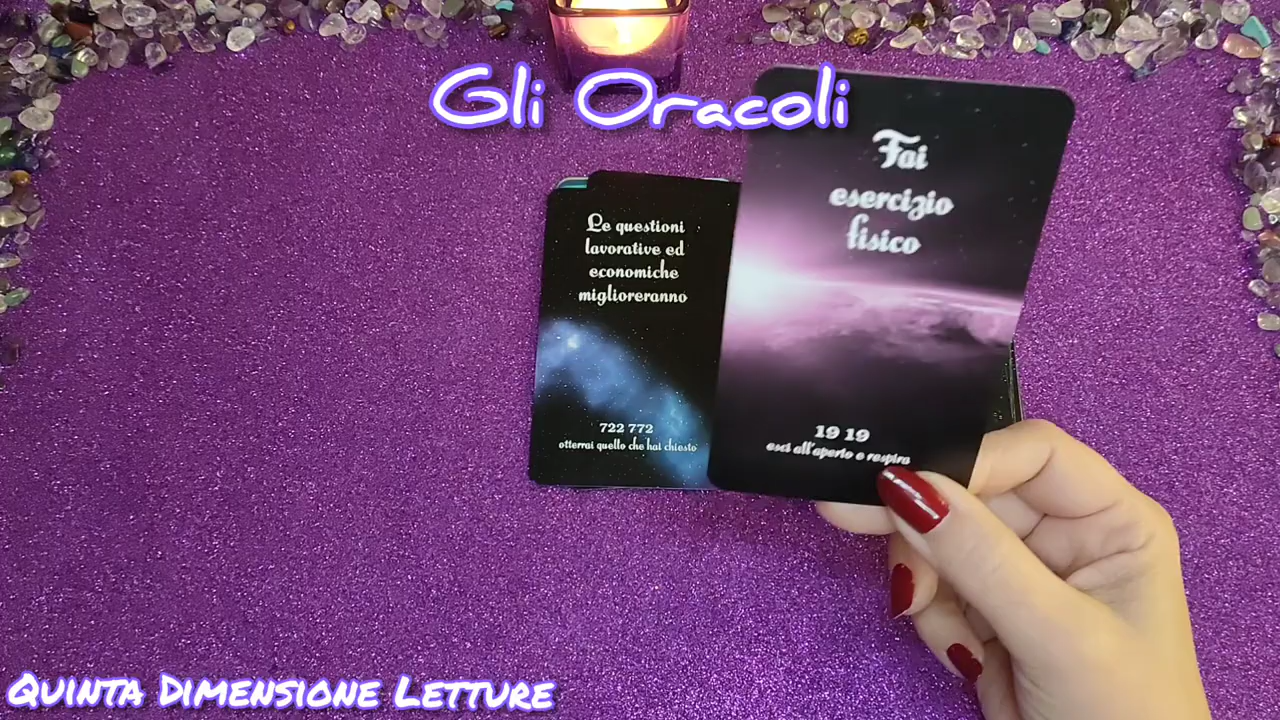 Gli Oracoli
Le questioni
lavorative ed
economiche
miglioreranno
722 772
otterrai quello che hai chiesto
Fai
esercizio
fisico
19 19
esci all'aperto e respira
Quinta Dimensione Letture